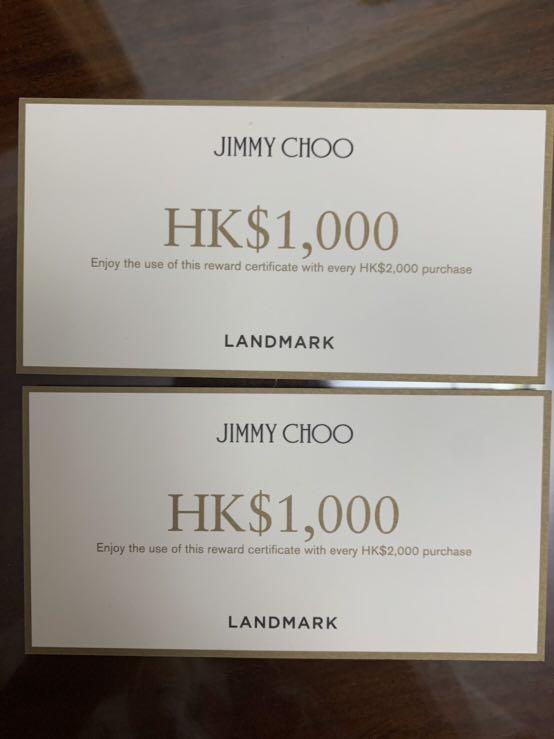 JIMMY CHOO
HK$1,000
Enjoy the use of this reward certificate with every HK$2,000 purchase
LANDMARK
JIMMY CHOO
HK$1,000
Enjoy the use of this reward certificate with every HK$2,000 purchase
LANDMARK